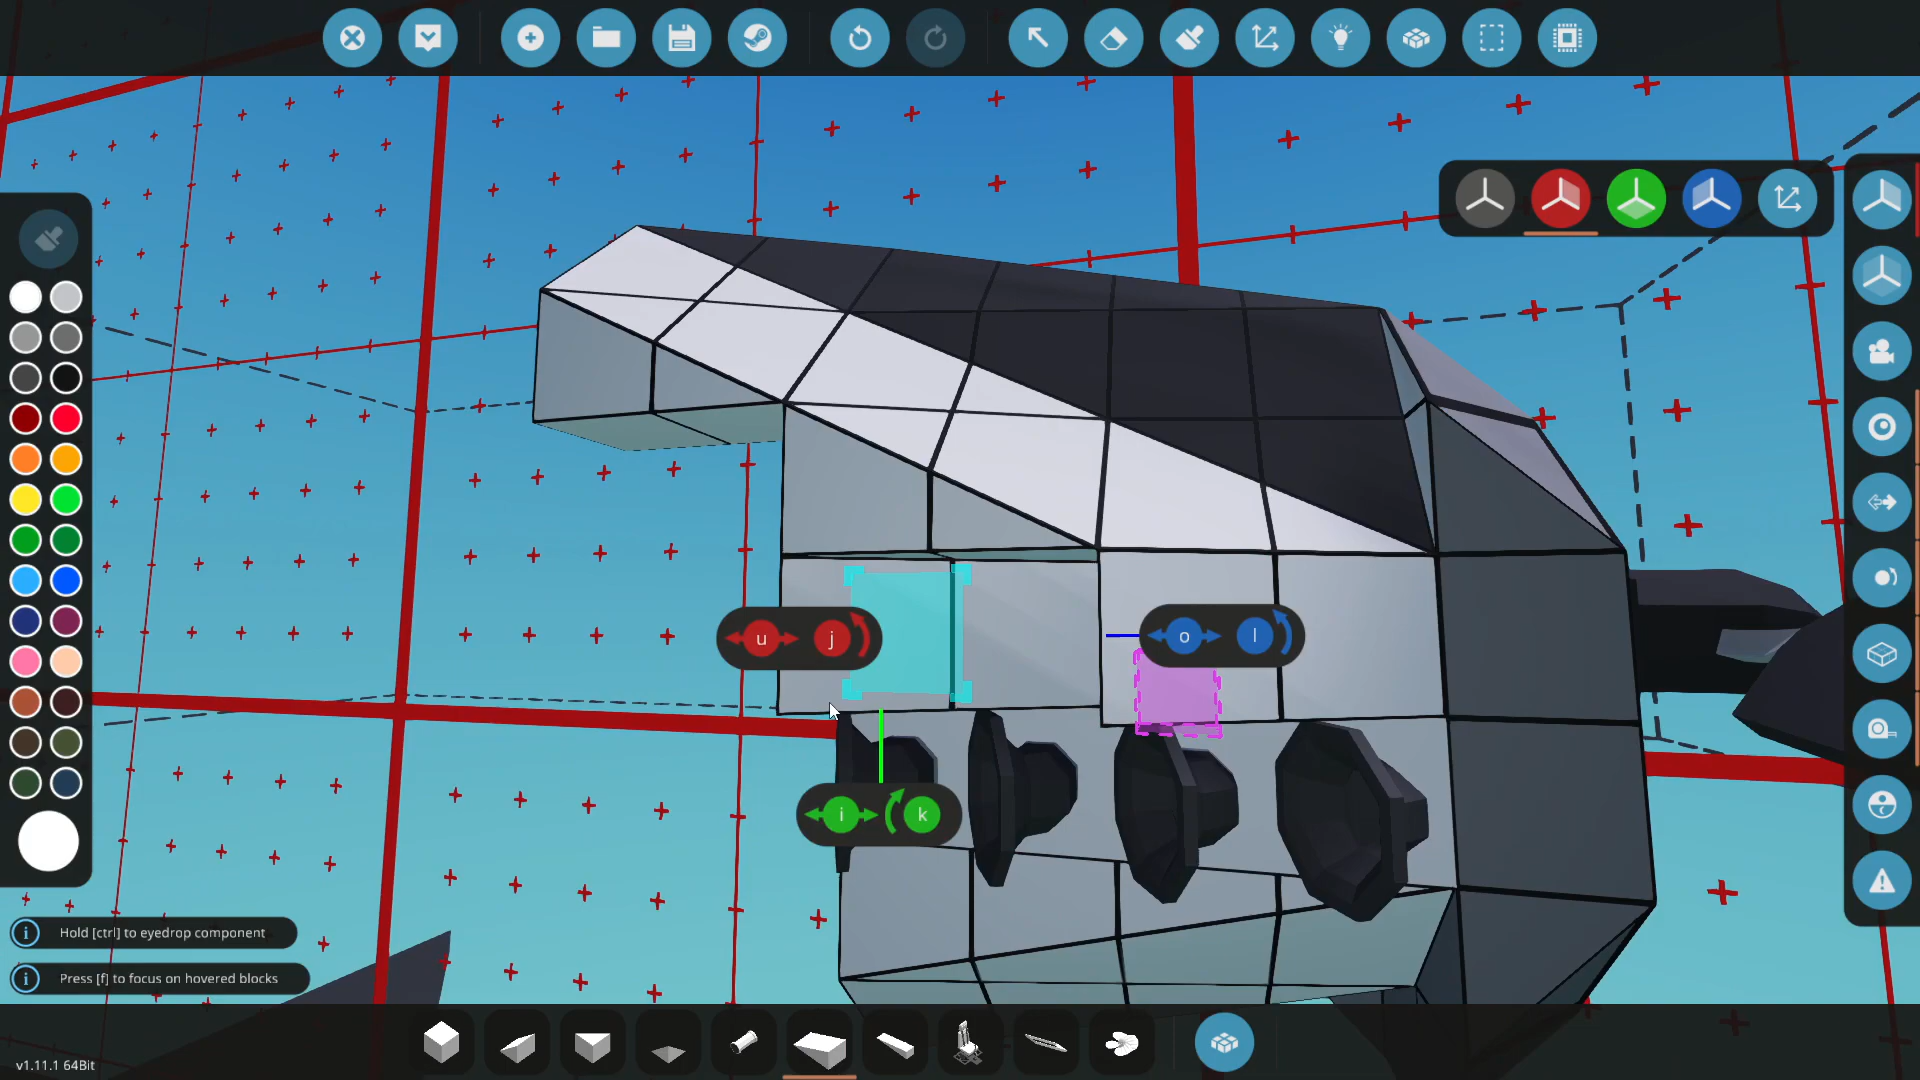 u
j
o
l
i
k
Hold [ctrl] to eyedrop component
Press [f] to focus on hovered blocks
v1.11.1 64Bit